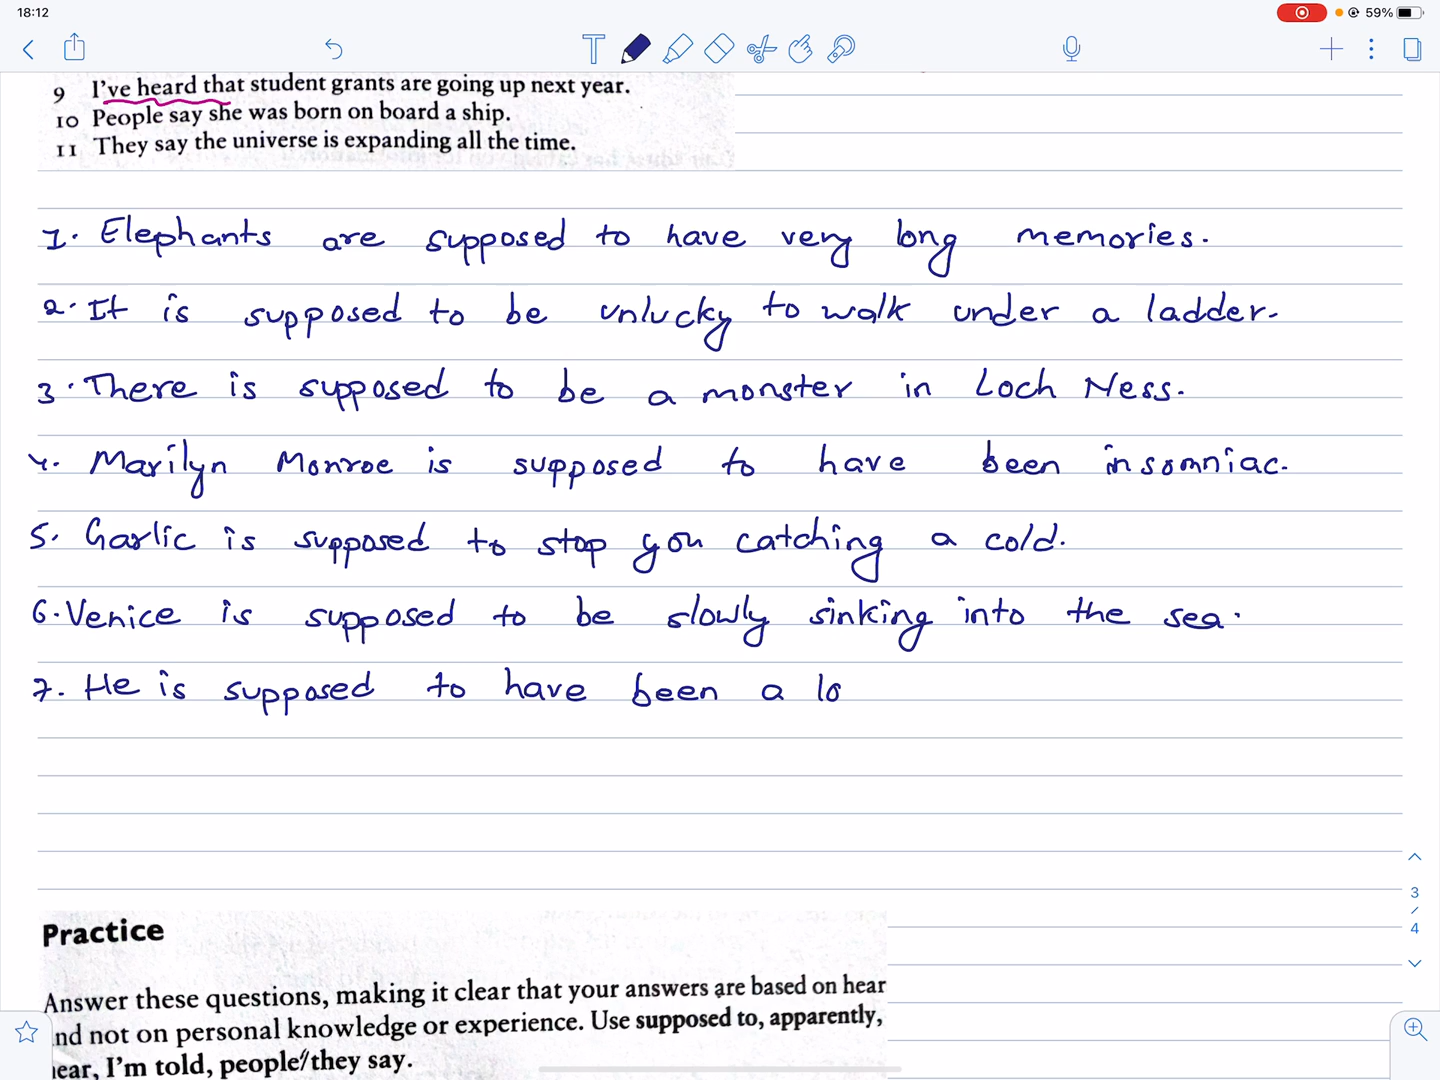 18:12
59%
9 I've heard that student grants are going up next year.
10 People say she was born on board a ship.
11 They say the universe is expanding all the time.
1. Elephants are supposed to have very long memories.
2. It is supposed to be unlucky to walk under a ladder.
3. There is supposed to be a monster in Loch Ness.
4. Marilyn Monroe is supposed to have been insomniac.
5. Garlic is supposed to stop you catching a cold.
6. Venice is supposed to be slowly sinking into the sea.
7. He is supposed to have been a lo
3
/
4
Practice
Answer these questions, making it clear that your answers are based on hear
nd not on personal knowledge or experience. Use supposed to, apparently,
ear, I'm told, people/they say.